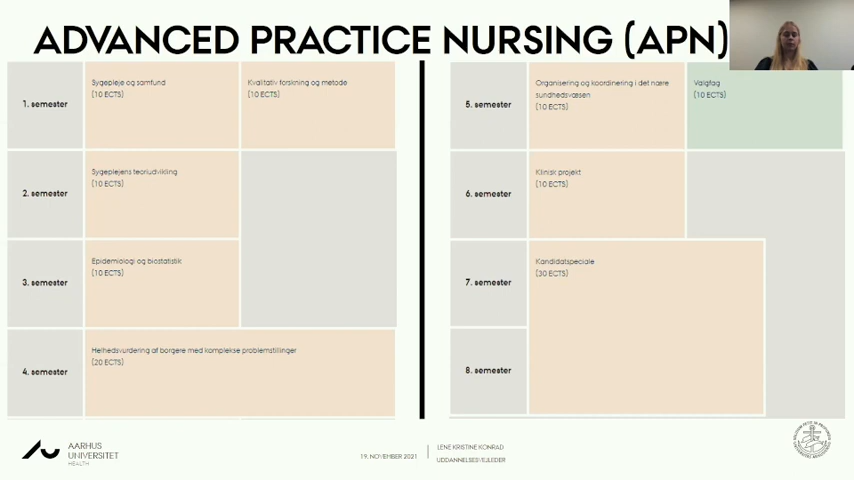 ADVANCED PRACTICE NURSING (APN)
1. semester
Sygepleje og samfund
(10 ECTS)
Kvalitativ forskning og metode
(10 ECTS)
2. semester
Sygeplejens teoriudvikling
(10 ECTS)
3. semester
Epidemiologi og biostatistik
(10 ECTS)
4. semester
Helhedsvurdering af borgere med komplekse problemstillinger
(20 ECTS)
5. semester
Organisering og koordinering i det nære
sundhedsvæsen
(10 ECTS)
Valgfag
(10 ECTS)
6. semester
Klinisk projekt
(10 ECTS)
7. semester
Kandidatspeciale
(30 ECTS)
8. semester
AARHUS
UNIVERSITET
HEALTH
19. NOVEMBER 2021
LENE KRISTINE KONRAD
UDDANNELSESVEJLEDER